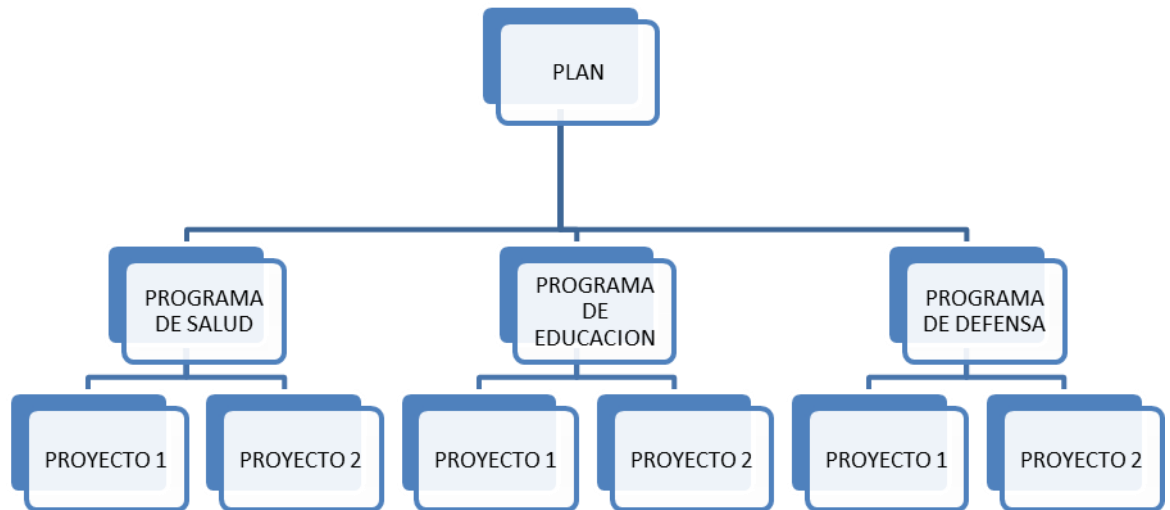 PLAN
PROGRAMA
DE SALUD
PROGRAMA
DE
EDUCACION
PROGRAMA
DE DEFENSA
PROYECTO 1
PROYECTO 2
PROYECTO 1
PROYECTO 2
PROYECTO 1
PROYECTO 2